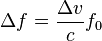 Δf = Δv/c f₀